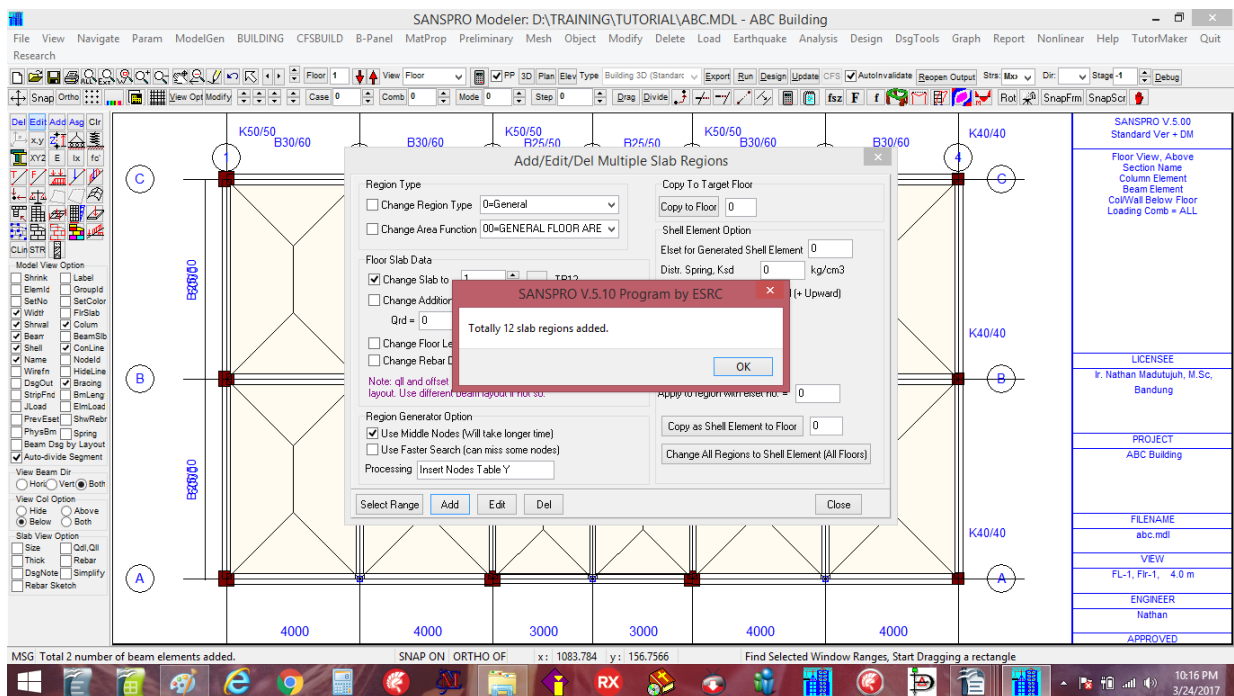 SANSPRO Modeler: D:\TRAINING\TUTORIAL\ABC.MDL - ABC Building
File View Navigate Param ModelGen BUILDING CFSBUILD B-Panel MatProp Preliminary Mesh Object Modify Delete Load Earthquake Analysis Design DsgTools Graph Report Nonlinear Help TutorMaker Quit
Research
Floor 1 View Floor PP 3D Plan Elev Type Building 3D (Standarc Export Run Design Update CFS AutoInvalidate Reopen Output Strs: Mxx Dir: Stage -1 Debug
Snap Ortho View Opt Modify Case 0 Comb 0 Mode 0 Step 0 Drag Divide fsz F f Rot SnapFrm SnapScr
Del Edit Add Asg Clr
x,y
XYZ E Ix fc'
CLin STR
Model View Option
Shrink Label
ElemId GroupId
SetNo SetColor
Width FlrSlab
Shrwal Colum
Beam BeamSlb
Shell ConLine
Name NodeId
Wirefn HideLine
DsgOut Bracing
StripFnd BmLeng
JLoad ElmLoad
PrevEset ShwRebr
PhysBm Spring
Beam Dsg by Layout
Auto-divide Segment
View Beam Dir
Hori Vert Both
View Col Option
Hide Above
Below Both
Slab View Option
Size Qdl,Qll
Thick Rebar
DsgNote Simplify
Rebar Sketch
K50/50 K50/50 K50/50 K40/40
B30/60 B30/60 B25/50 B25/50 B30/60 B30/60
1 4
C C
B B
A A
K40/40
K40/40
4000 4000 3000 3000 4000 4000
Add/Edit/Del Multiple Slab Regions
Region Type
Change Region Type 0=General
Change Area Function 00=GENERAL FLOOR ARE
Floor Slab Data
Change Slab to 1 TP12
Change Addition
Qrd = 0
Change Floor Le
Change Rebar D
Note: qll and offset
layout. Use different beam layout if not so.
Region Generator Option
Use Middle Nodes (Will take longer time)
Use Faster Search (can miss some nodes)
Processing Insert Nodes Table Y
Select Range Add Edit Del Close
Copy To Target Floor
Copy to Floor 0
Shell Element Option
Elset for Generated Shell Element 0
Distr. Spring, Ksd 0 kg/cm3
(+ Upward)
Apply to region with elset no. = 0
Copy as Shell Element to Floor 0
Change All Regions to Shell Element (All Floors)
SANSPRO V.5.10 Program by ESRC
Totally 12 slab regions added.
OK
SANSPRO V.5.00
Standard Ver + DM
Floor View, Above
Section Name
Column Element
Beam Element
Col/Wall Below Floor
Loading Comb = ALL
LICENSEE
Ir. Nathan Madutujuh, M.Sc,
Bandung
PROJECT
ABC Building
FILENAME
abc.mdl
VIEW
FL-1, Flr-1, 4.0 m
ENGINEER
Nathan
APPROVED
MSG Total 2 number of beam elements added. SNAP ON ORTHO OF x: 1083.784 y: 156.7566 Find Selected Window Ranges, Start Dragging a rectangle
RX
10:16 PM
3/24/2017